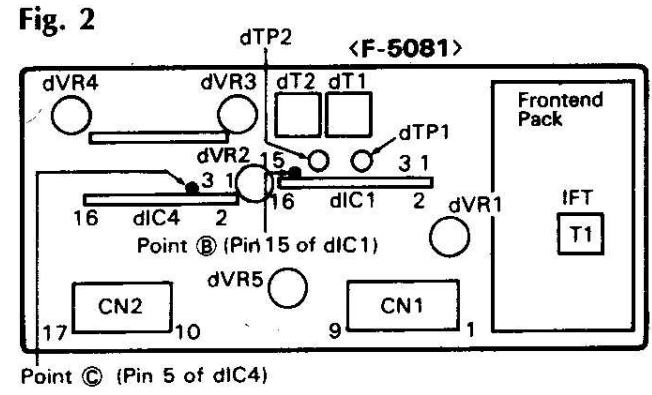 Fig. 2
dTP2
<F-5081>
dVR4
dVR3
dT2
dT1
Frontend
Pack
dTP1
dVR2
15
3 1
3 1
16
dIC4
2
16
dIC1
2
dVR1
IFT
T1
Point Ⓑ (Pin 15 of dIC1)
dVR5
CN2
CN1
17
10
9
1
Point Ⓒ (Pin 5 of dIC4)